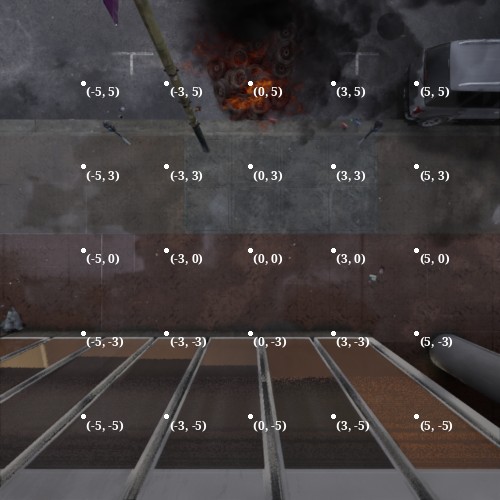 (-5, 5) (-3, 5) (0, 5) (3, 5) (5, 5)
(-5, 3) (-3, 3) (0, 3) (3, 3) (5, 3)
(-5, 0) (-3, 0) (0, 0) (3, 0) (5, 0)
(-5, -3) (-3, -3) (0, -3) (3, -3) (5, -3)
(-5, -5) (-3, -5) (0, -5) (3, -5) (5, -5)